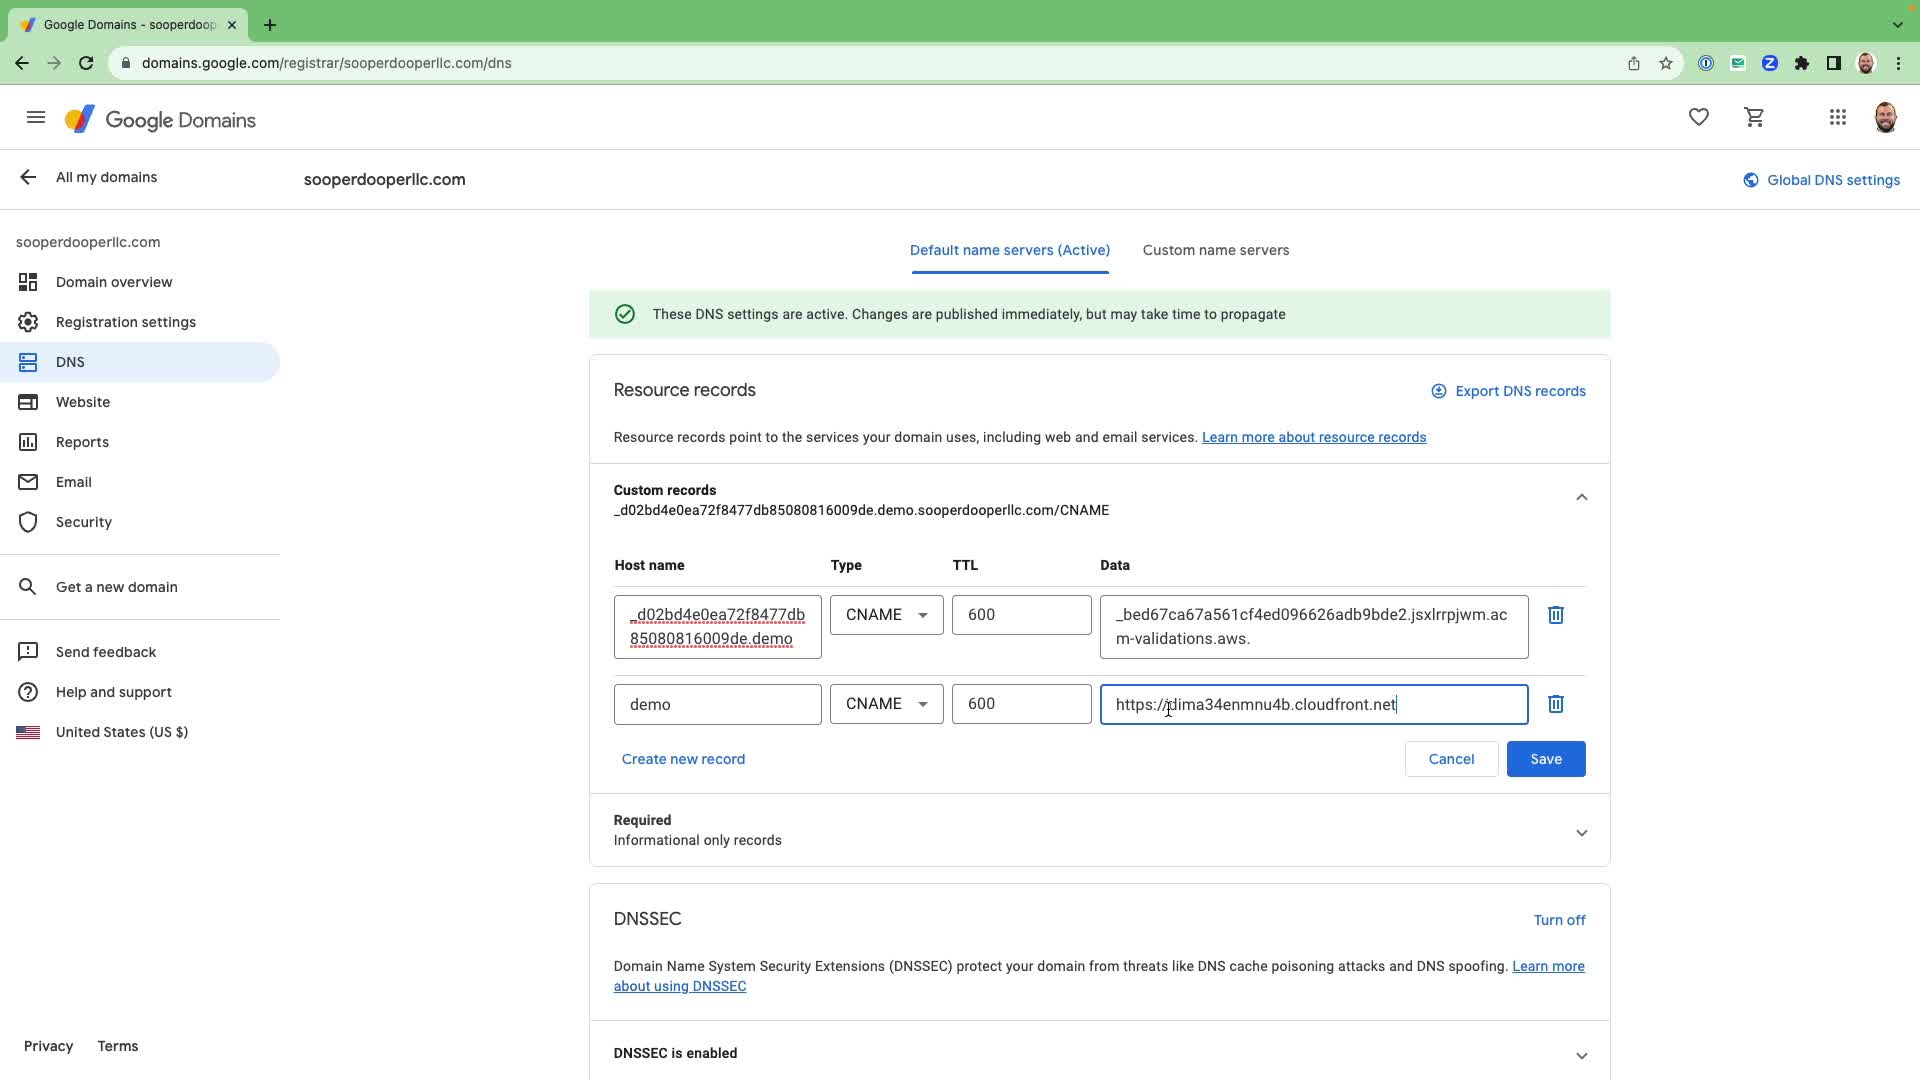 Google Domains - sooperdoop
domains.google.com/registrar/sooperdooperllc.com/dns
Google Domains
All my domains
sooperdooperllc.com
Global DNS settings
sooperdooperllc.com
Domain overview
Registration settings
DNS
Website
Reports
Email
Security
Get a new domain
Send feedback
Help and support
United States (US $)
Privacy Terms
Default name servers (Active)
Custom name servers
These DNS settings are active. Changes are published immediately, but may take time to propagate
Resource records
Export DNS records
Resource records point to the services your domain uses, including web and email services. Learn more about resource records
Custom records
_d02bd4e0ea72f8477db85080816009de.demo.sooperdooperllc.com/CNAME
Host name Type TTL Data
_d02bd4e0ea72f8477db
85080816009de.demo
CNAME
600
_bed67ca67a561cf4ed096626adb9bde2.jsxlrrpjwm.ac
m-validations.aws.
demo
CNAME
600
https://dima34enmnu4b.cloudfront.net
Create new record
Cancel
Save
Required
Informational only records
DNSSEC
Turn off
Domain Name System Security Extensions (DNSSEC) protect your domain from threats like DNS cache poisoning attacks and DNS spoofing. Learn more
about using DNSSEC
DNSSEC is enabled